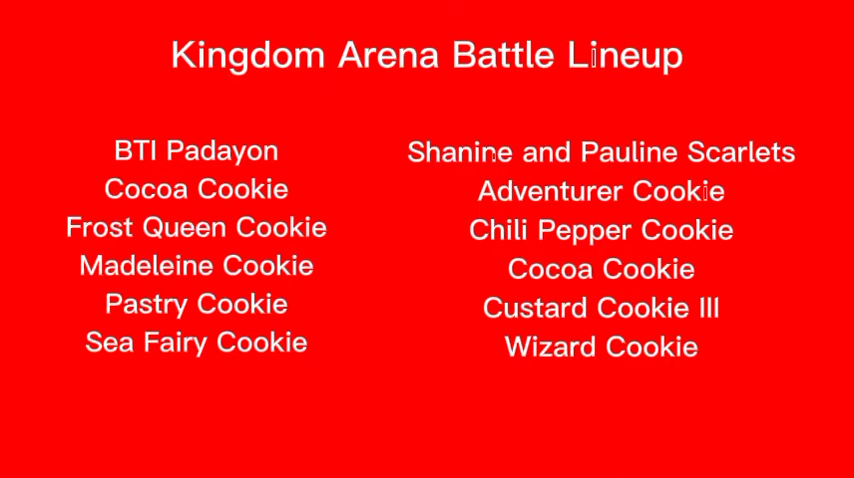 Kingdom Arena Battle Lineup
BTI Padayon
Cocoa Cookie
Frost Queen Cookie
Madeleine Cookie
Pastry Cookie
Sea Fairy Cookie
Shanine and Pauline Scarlets
Adventurer Cookie
Chili Pepper Cookie
Cocoa Cookie
Custard Cookie III
Wizard Cookie